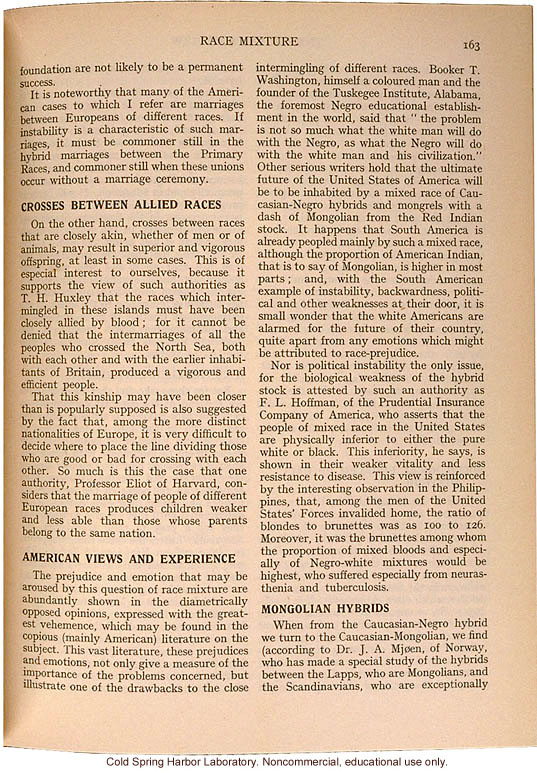 RACE MIXTURE
163
foundation are not likely to be a permanent
success.
It is noteworthy that many of the Ameri-
can cases to which I refer are marriages
between Europeans of different races. If
instability is a characteristic of such mar-
riages, it must be commoner still in the
hybrid marriages between the Primary
Races, and commoner still when these unions
occur without a marriage ceremony.
CROSSES BETWEEN ALLIED RACES
On the other hand, crosses between races
that are closely akin, whether of men or of
animals, may result in superior and vigorous
offspring, at least in some cases. This is of
especial interest to ourselves, because it
supports the view of such authorities as
T. H. Huxley that the races which inter-
mingled in these islands must have been
closely allied by blood; for it cannot be
denied that the intermarriages of all the
peoples who crossed the North Sea, both
with each other and with the earlier inhabi-
tants of Britain, produced a vigorous and
efficient people.
That this kinship may have been closer
than is popularly supposed is also suggested
by the fact that, among the more distinct
nationalities of Europe, it is very difficult to
decide where to place the line dividing those
who are good or bad for crossing with each
other. So much is this the case that one
authority, Professor Eliot of Harvard, con-
siders that the marriage of people of different
European races produces children weaker
and less able than those whose parents
belong to the same nation.
AMERICAN VIEWS AND EXPERIENCE
The prejudice and emotion that may be
aroused by this question of race mixture are
abundantly shown in the diametrically
opposed opinions, expressed with the great-
est vehemence, which may be found in the
copious (mainly American) literature on the
subject. This vast literature, these prejudices
and emotions, not only give a measure of the
importance of the problems concerned, but
illustrate one of the drawbacks to the close
intermingling of different races. Booker T.
Washington, himself a coloured man and the
founder of the Tuskegee Institute, Alabama,
the foremost Negro educational establish-
ment in the world, said that " the problem
is not so much what the white man will do
with the Negro, as what the Negro will do
with the white man and his civilization."
Other serious writers hold that the ultimate
future of the United States of America will
be to be inhabited by a mixed race of Cau-
casian-Negro hybrids and mongrels with a
dash of Mongolian from the Red Indian
stock. It happens that South America is
already peopled mainly by such a mixed race,
although the proportion of American Indian,
that is to say of Mongolian, is higher in most
parts; and, with the South American
example of instability, backwardness, politi-
cal and other weaknesses at their door, it is
small wonder that the white Americans are
alarmed for the future of their country,
quite apart from any emotions which might
be attributed to race-prejudice.
Nor is political instability the only issue,
for the biological weakness of the hybrid
stock is attested by such an authority as
F. L. Hoffman, of the Prudential Insurance
Company of America, who asserts that the
people of mixed race in the United States
are physically inferior to either the pure
white or black. This inferiority, he says, is
shown in their weaker vitality and less
resistance to disease. This view is reinforced
by the interesting observation in the Philip-
pines, that, among the men of the United
States' Forces invalided home, the ratio of
blondes to brunettes was as 100 to 126.
Moreover, it was the brunettes among whom
the proportion of mixed bloods and especi-
ally of Negro-white mixtures would be
highest, who suffered especially from neuras-
thenia and tuberculosis.
MONGOLIAN HYBRIDS
When from the Caucasian-Negro hybrid
we turn to the Caucasian-Mongolian, we find
(according to Dr. J. A. Mjøen, of Norway,
who has made a special study of the hybrids
between the Lapps, who are Mongolians, and
the Scandinavians, who are exceptionally
Cold Spring Harbor Laboratory. Noncommercial, educational use only.